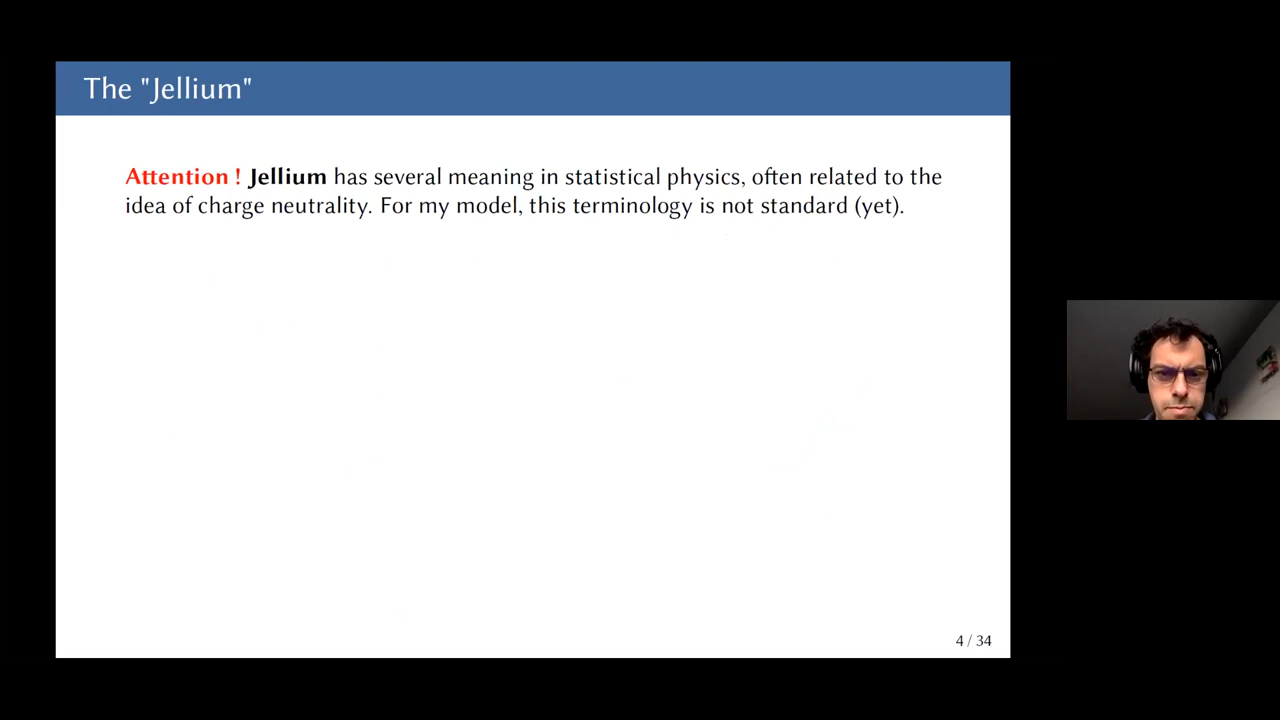 The "Jellium"
Attention ! Jellium has several meaning in statistical physics, often related to the
idea of charge neutrality. For my model, this terminology is not standard (yet).
4 / 34